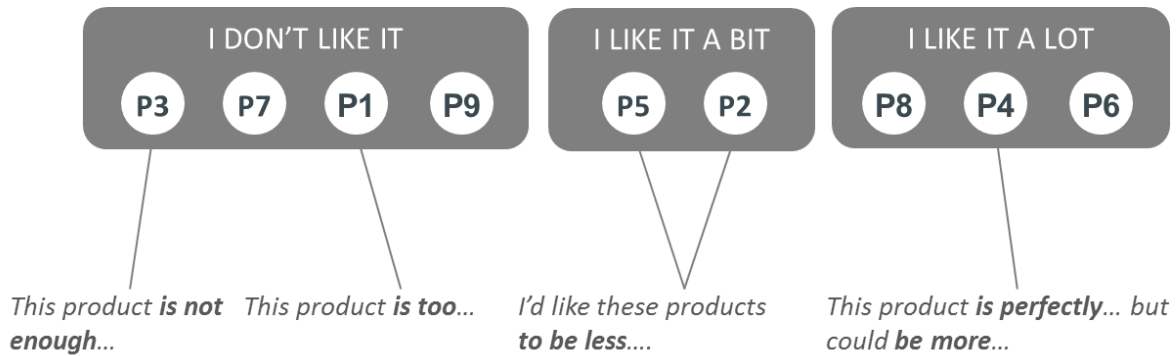 I DON'T LIKE IT
P3 P7 P1 P9
I LIKE IT A BIT
P5 P2
I LIKE IT A LOT
P8 P4 P6
This product is not
enough…
This product is too…
I'd like these products
to be less….
This product is perfectly… but
could be more…